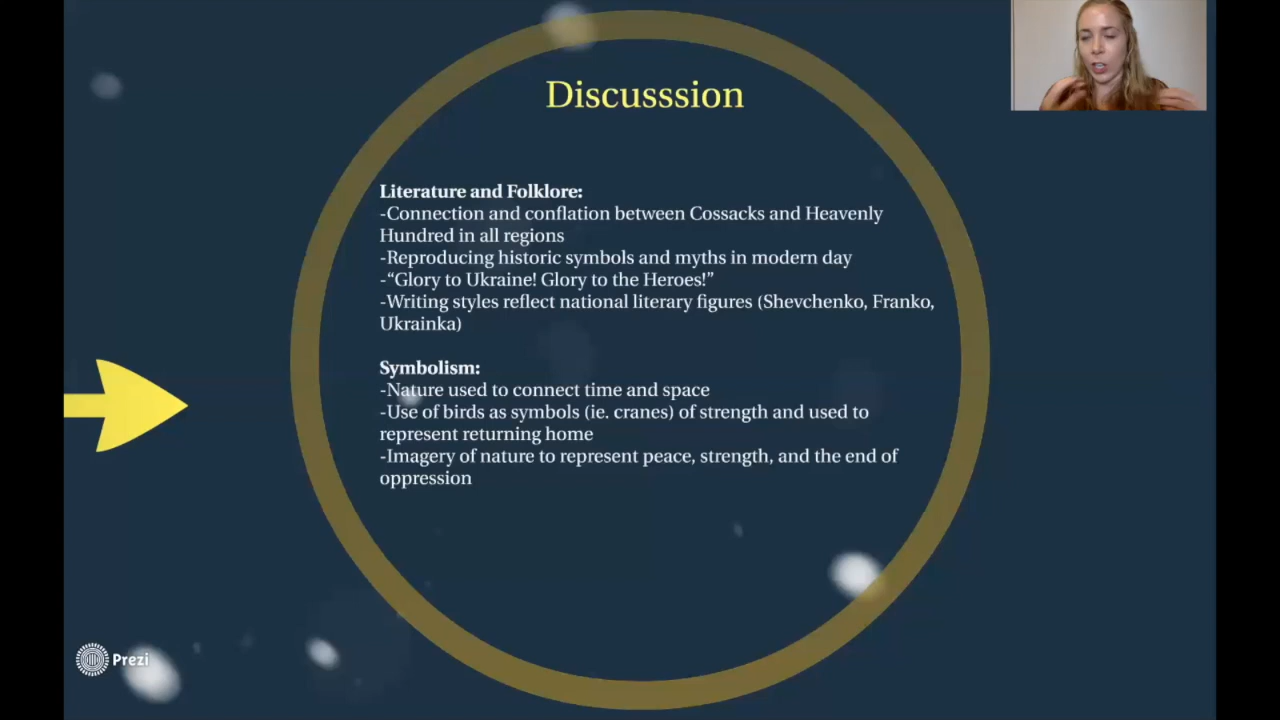 Discusssion
Literature and Folklore:
-Connection and conflation between Cossacks and Heavenly
Hundred in all regions
-Reproducing historic symbols and myths in modern day
-“Glory to Ukraine! Glory to the Heroes!”
-Writing styles reflect national literary figures (Shevchenko, Franko,
Ukrainka)
Symbolism:
-Nature used to connect time and space
-Use of birds as symbols (ie. cranes) of strength and used to
represent returning home
-Imagery of nature to represent peace, strength, and the end of
oppression
Prezi